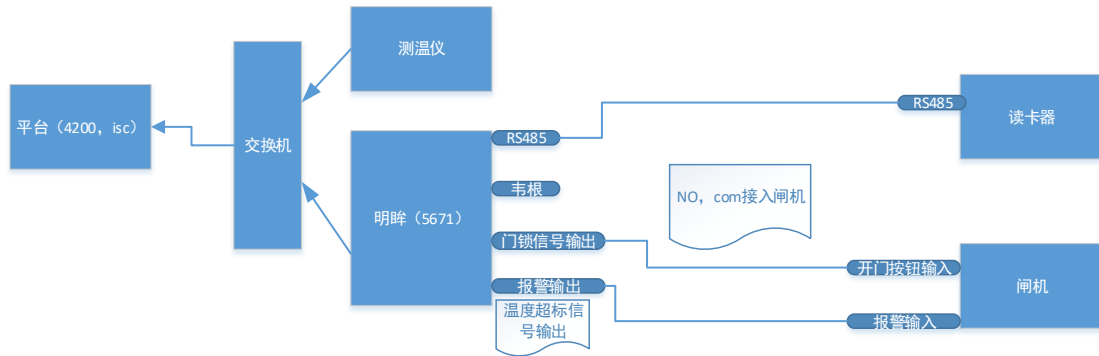 测温仪
平台（4200，isc）
交换机
RS485
RS485
读卡器
韦根
NO，com接入闸机
明眸（5671）
门锁信号输出
开门按钮输入
闸机
报警输出
温度超标信
号输出
报警输入